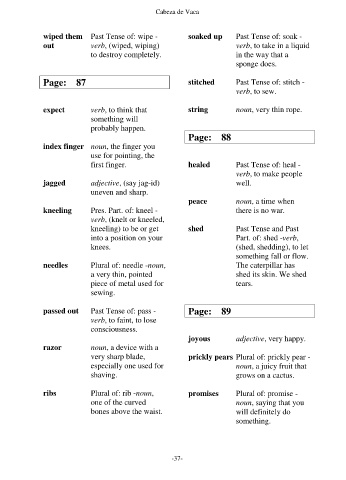 Cabeza de Vaca
wiped them out
Past Tense of: wipe -
verb, (wiped, wiping)
to destroy completely.
Page: 87
expect
verb, to think that
something will
probably happen.
index finger
noun, the finger you
use for pointing, the
first finger.
jagged
adjective, (say jag-id)
uneven and sharp.
kneeling
Pres. Part. of: kneel -
verb, (knelt or kneeled,
kneeling) to be or get
into a position on your
knees.
needles
Plural of: needle -noun,
a very thin, pointed
piece of metal used for
sewing.
passed out
Past Tense of: pass -
verb, to faint, to lose
consciousness.
razor
noun, a device with a
very sharp blade,
especially one used for
shaving.
ribs
Plural of: rib -noun,
one of the curved
bones above the waist.
soaked up
Past Tense of: soak -
verb, to take in a liquid
in the way that a
sponge does.
stitched
Past Tense of: stitch -
verb, to sew.
string
noun, very thin rope.
Page: 88
healed
Past Tense of: heal -
verb, to make people
well.
peace
noun, a time when
there is no war.
shed
Past Tense and Past
Part. of: shed -verb,
(shed, shedding), to let
something fall or flow.
The caterpillar has
shed its skin. We shed
tears.
Page: 89
joyous
adjective, very happy.
prickly pears
Plural of: prickly pear -
noun, a juicy fruit that
grows on a cactus.
promises
Plural of: promise -
noun, saying that you
will definitely do
something.
-37-